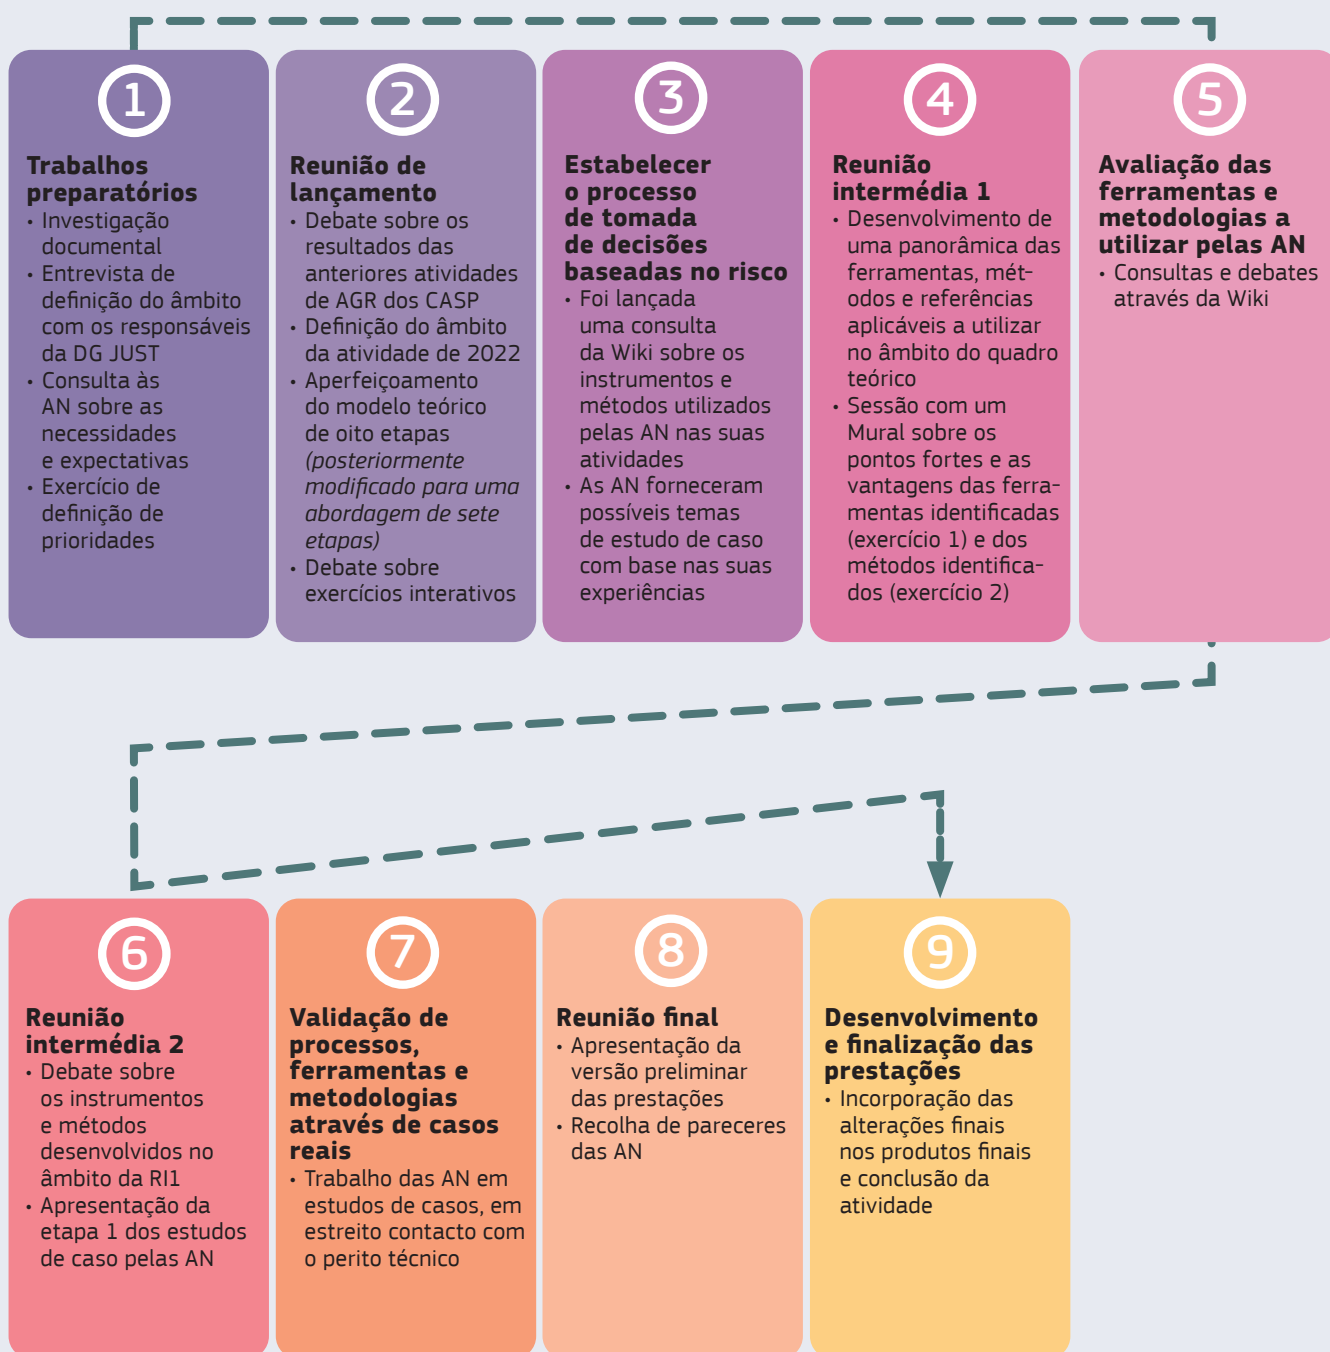 1
Trabalhos
preparatórios
• Investigação
documental
• Entrevista de
definição do âmbito
com os responsáveis
da DG JUST
• Consulta às
AN sobre as
necessidades
e expectativas
• Exercício de
definição de
prioridades
2
Reunião de
lançamento
• Debate sobre os
resultados das
anteriores atividades
de AGR dos CASP
• Definição do âmbito
da atividade de 2022
• Aperfeiçoamento
do modelo teórico
de oito etapas
(posteriormente
modificado para uma
abordagem de sete
etapas)
• Debate sobre
exercícios interativos
3
Estabelecer
o processo
de tomada
de decisões
baseadas no risco
• Foi lançada
uma consulta
da Wiki sobre os
instrumentos e
métodos utilizados
pelas AN nas suas
atividades
• As AN forneceram
possíveis temas
de estudo de caso
com base nas suas
experiências
4
Reunião
intermédia 1
• Desenvolvimento de
uma panorâmica das
ferramentas, mét-
odos e referências
aplicáveis a utilizar
no âmbito do quadro
teórico
• Sessão com um
Mural sobre os
pontos fortes e as
vantagens das ferra-
mentas identificadas
(exercício 1) e dos
métodos identifica-
dos (exercício 2)
5
Avaliação das
ferramentas e
metodologias a
utilizar pelas AN
• Consultas e debates
através da Wiki
6
Reunião
intermédia 2
• Debate sobre
os instrumentos
e métodos
desenvolvidos no
âmbito da RI1
• Apresentação da
etapa 1 dos estudos
de caso pelas AN
7
Validação de
processos,
ferramentas e
metodologias
através de casos
reais
• Trabalho das AN em
estudos de casos, em
estreito contacto com
o perito técnico
8
Reunião final
• Apresentação da
versão preliminar
das prestações
• Recolha de pareceres
das AN
9
Desenvolvimento
e finalização das
prestações
• Incorporação das
alterações finais
nos produtos finais
e conclusão da
atividade